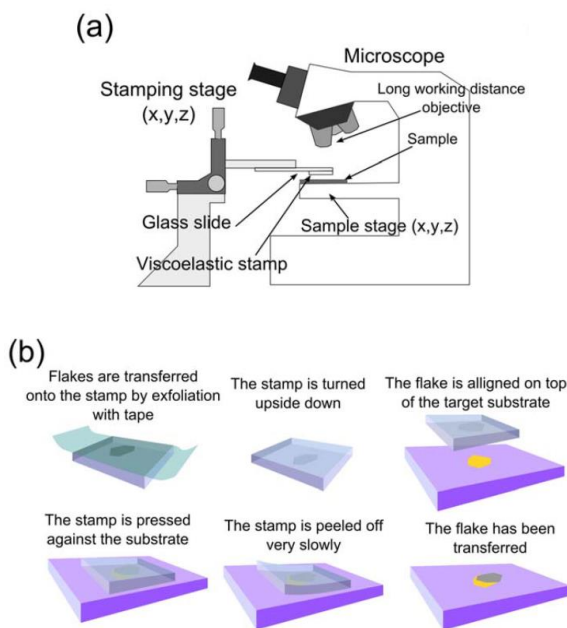 (a)
Microscope
Stamping stage
(x,y,z)
Long working distance
objective
Sample
Glass slide
Sample stage (x,y,z)
Viscoelastic stamp
(b)
Flakes are transferred
onto the stamp by exfoliation
with tape
The stamp is turned
upside down
The flake is alligned on top
of the target substrate
The stamp is pressed
against the substrate
The stamp is peeled off
very slowly
The flake has been
transferred